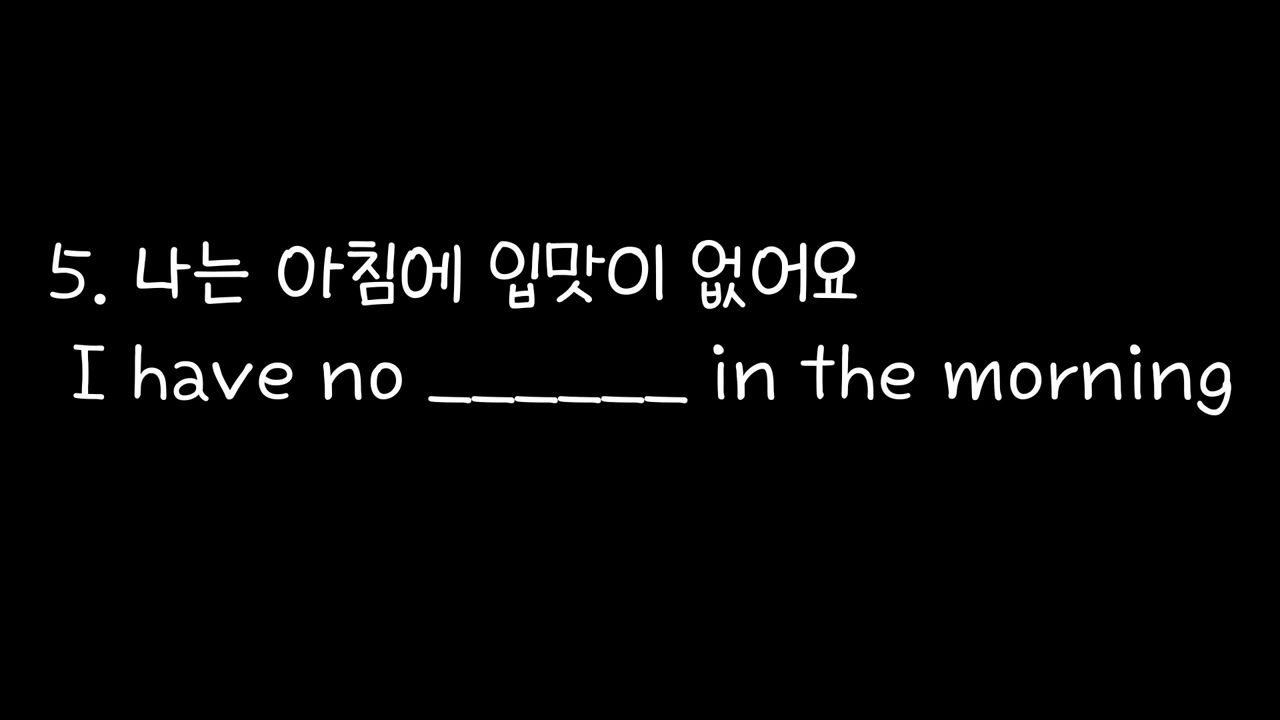 5. 나는 아침에 입맛이 없어요
I have no ______ in the morning